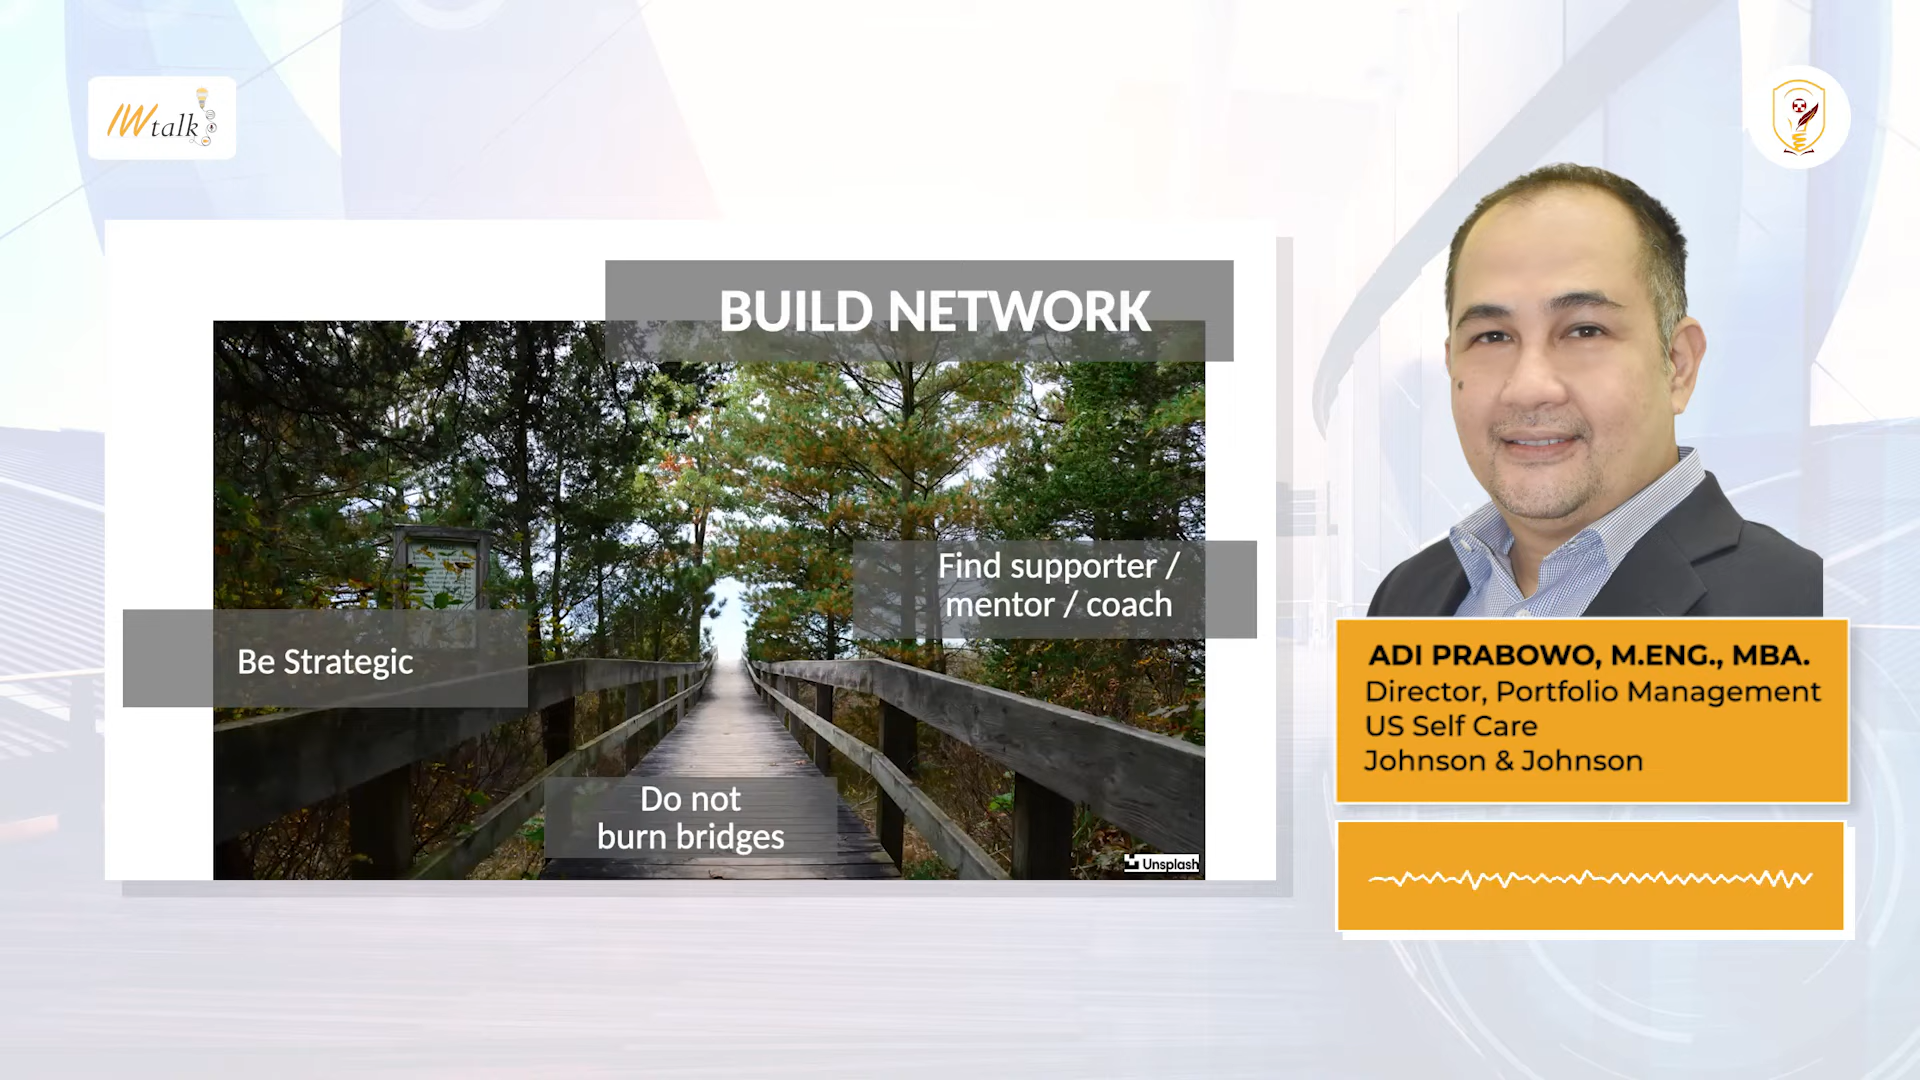 IWtalk
BUILD NETWORK
Find supporter /
mentor / coach
Be Strategic
Do not
burn bridges
Unsplash
ADI PRABOWO, M.ENG., MBA.
Director, Portfolio Management
US Self Care
Johnson & Johnson